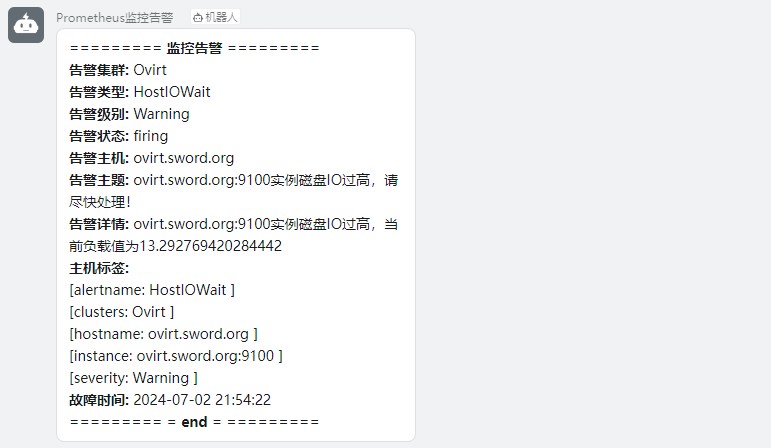 Prometheus监控告警 机器人
========= 监控告警 =========
告警集群: Ovirt
告警类型: HostIOWait
告警级别: Warning
告警状态: firing
告警主机: ovirt.sword.org
告警主题: ovirt.sword.org:9100实例磁盘IO过高，请
尽快处理！
告警详情: ovirt.sword.org:9100实例磁盘IO过高，当
前负载值为13.292769420284442
主机标签:
[alertname: HostIOWait ]
[clusters: Ovirt ]
[hostname: ovirt.sword.org ]
[instance: ovirt.sword.org:9100 ]
[severity: Warning ]
故障时间: 2024-07-02 21:54:22
========= = end = =========